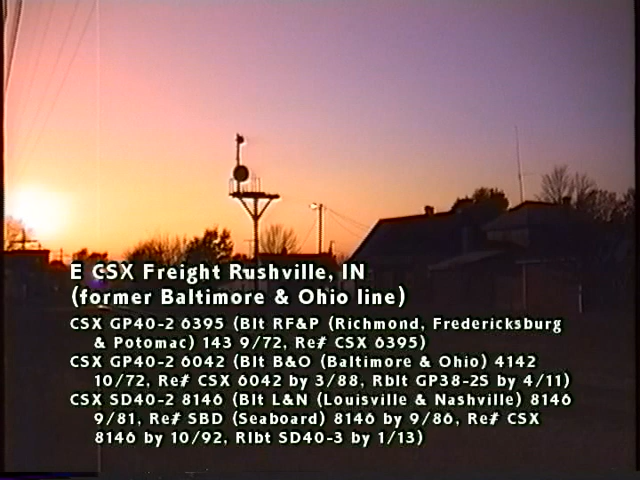 E CSX Freight Rushville, IN
(former Baltimore & Ohio line)
CSX GP40-2 6395 (Blt RF&P (Richmond, Fredericksburg
& Potomac) 143 9/72, Re# CSX 6395)
CSX GP40-2 6042 (Blt B&O (Baltimore & Ohio) 4142
10/72, Re# CSX 6042 by 3/88, Rblt GP38-2S by 4/11)
CSX SD40-2 8146 (Blt L&N (Louisville & Nashville) 8146
9/81, Re# SBD (Seaboard) 8146 by 9/86, Re# CSX
8146 by 10/92, Rlbt SD40-3 by 1/13)